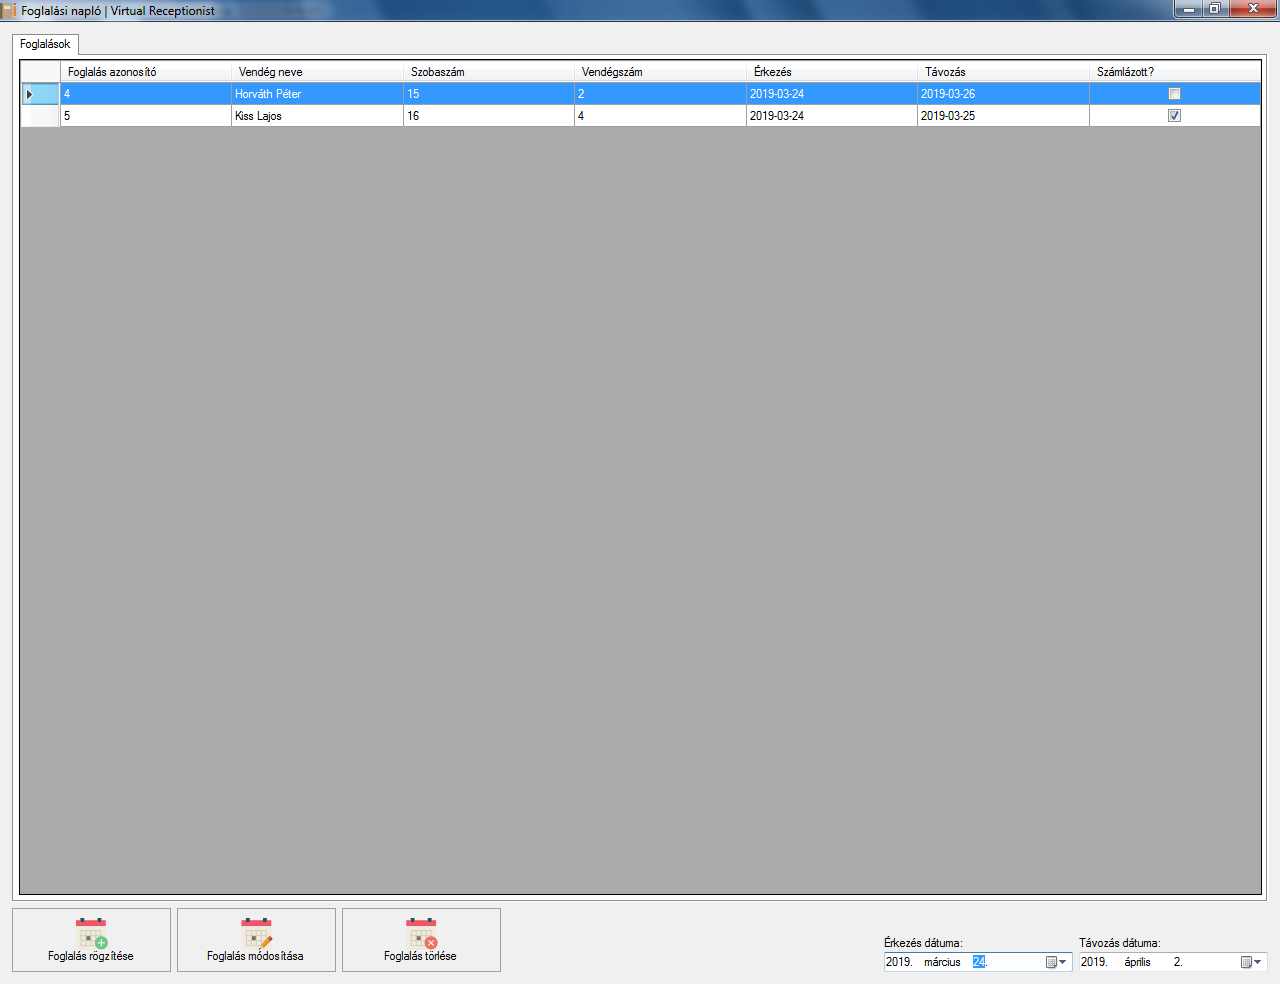 Foglalási napló | Virtual Receptionist
Foglalások
Foglalás azonosító Vendég neve Szobaszám Vendégszám Érkezés Távozás Számlázott?
4 Horváth Péter 15 2 2019-03-24 2019-03-26
5 Kiss Lajos 16 4 2019-03-24 2019-03-25
Foglalás rögzítése Foglalás módosítása Foglalás törlése
Érkezés dátuma: Távozás dátuma:
2019. március 24. 2019. április 2.